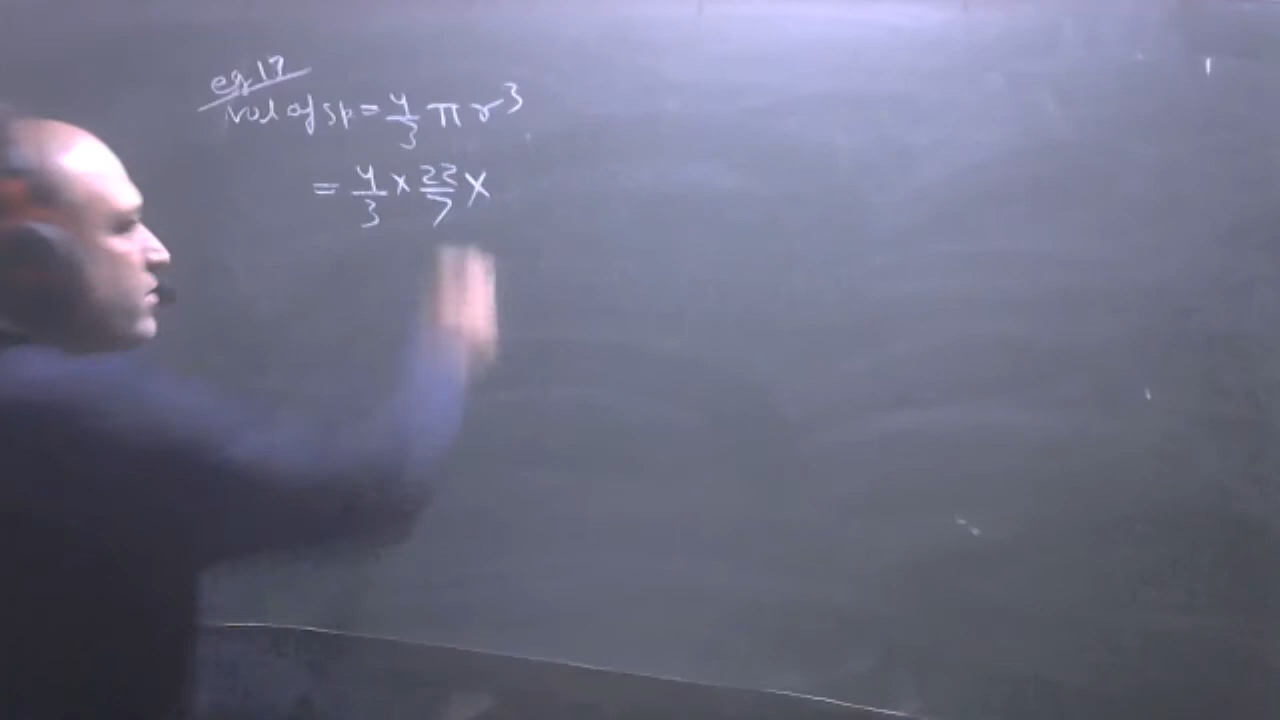 eg 17
Vol of sp = 4/3 π r³
= 4/3 × 22/7 ×